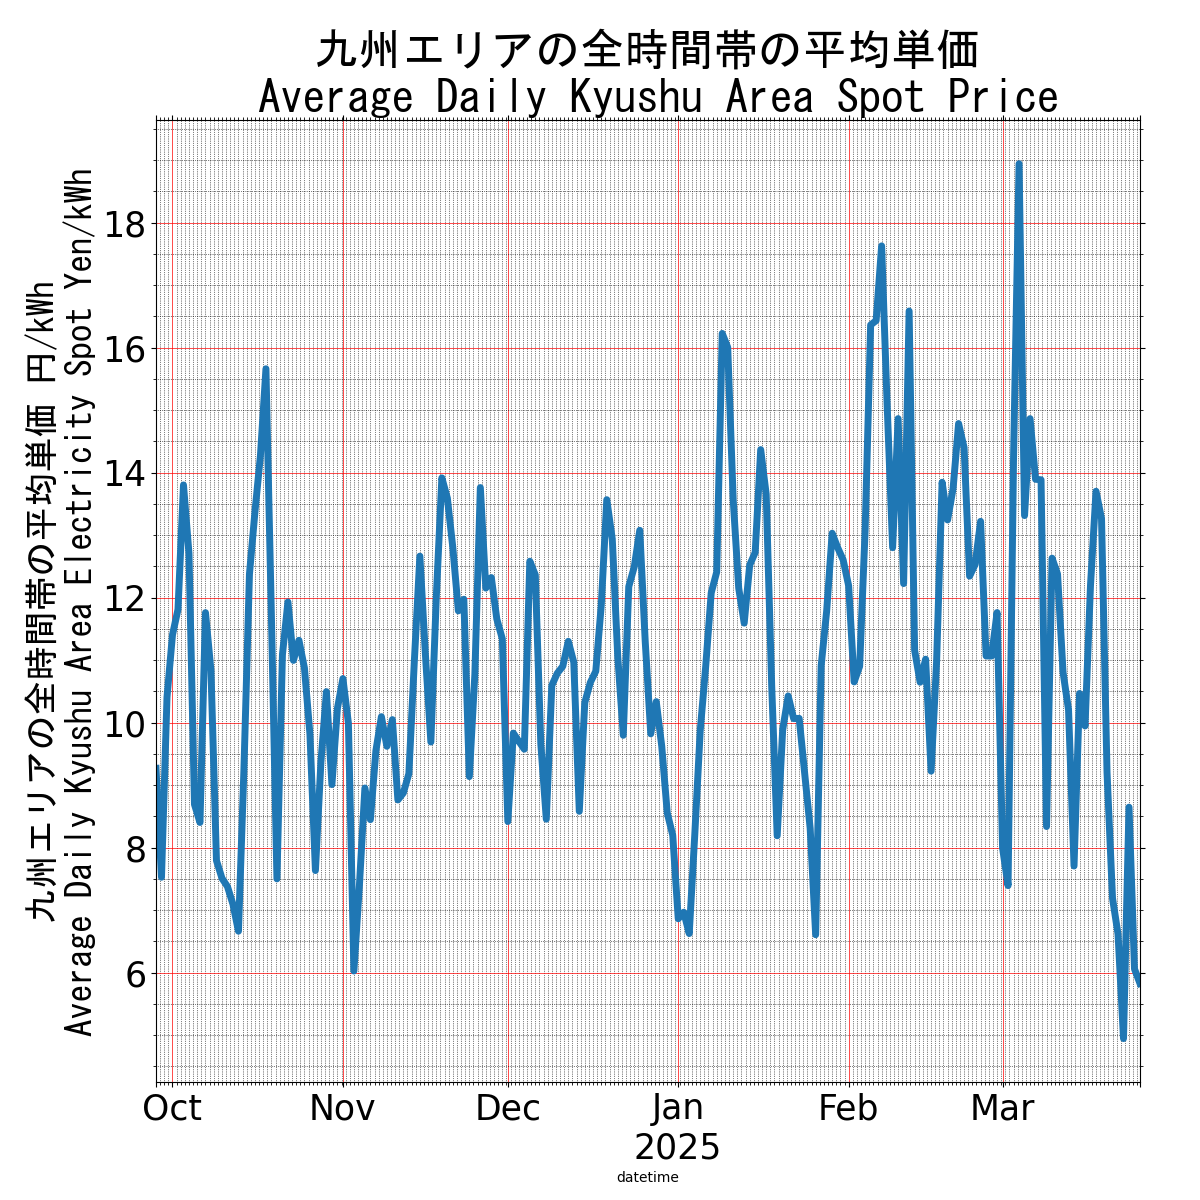 九州エリアの全時間帯の平均単価
Average Daily Kyushu Area Spot Price
九州エリアの全時間帯の平均単価 円/kWh
Average Daily Kyushu Area Electricity Spot Yen/kWh
18
16
14
12
10
8
6
Oct Nov Dec Jan Feb Mar
2025
datetime